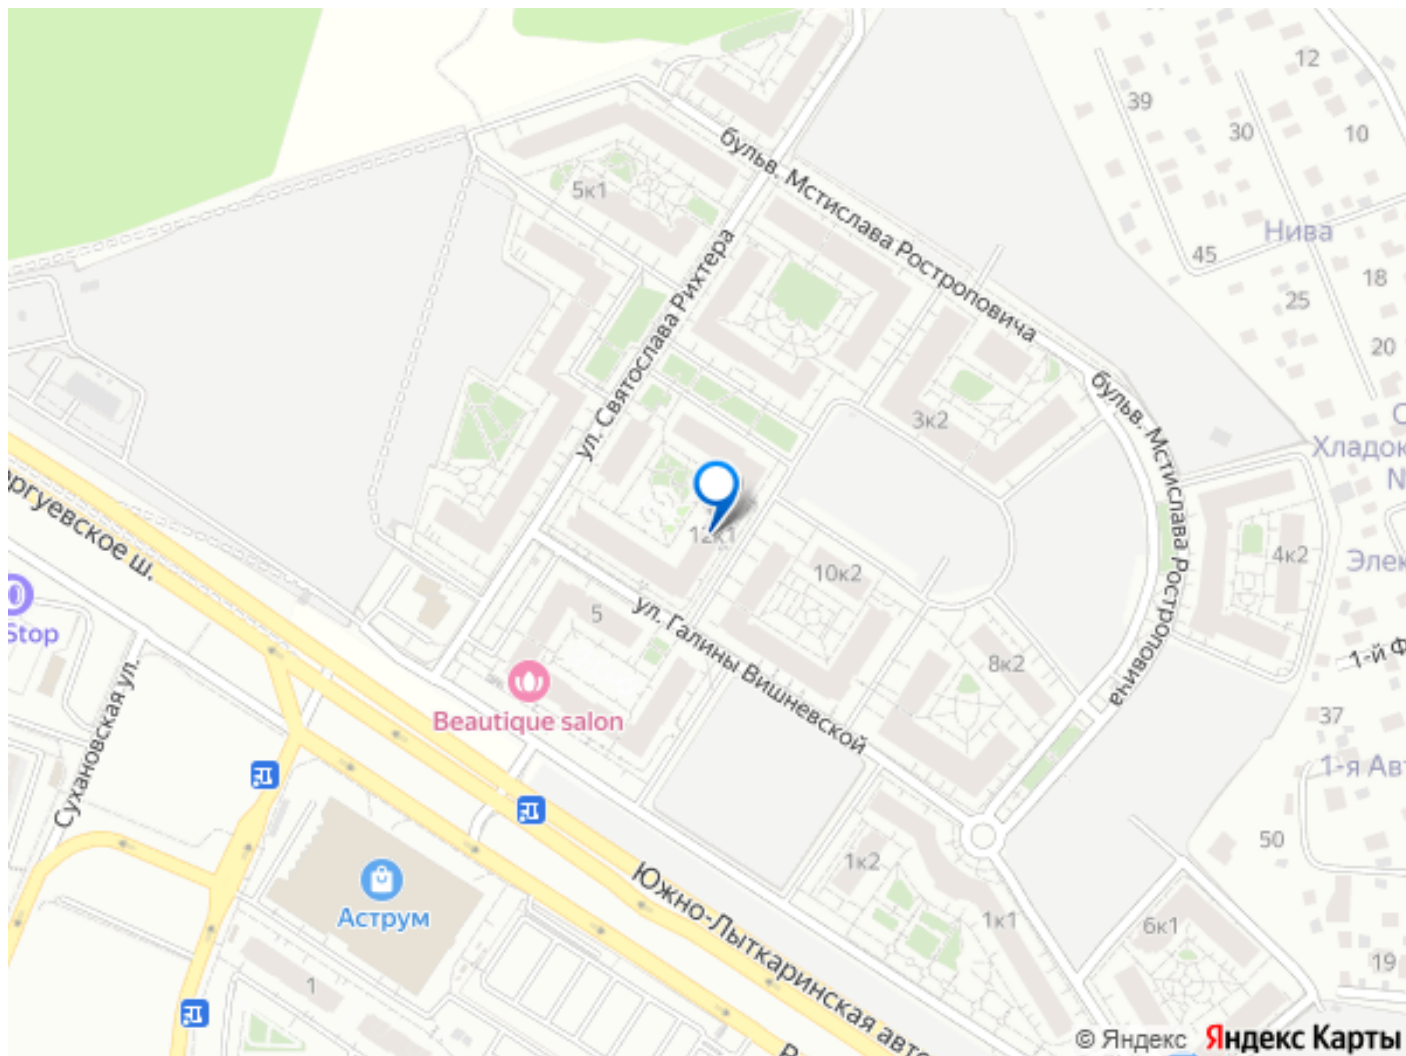 12
39
30
10
бульв. Мстислава Ростроповича
5к1
Нива
45
18
25
ул. Святослава Рихтера
20
бульв. Мстислава Ростроповича
3к2
Хладок
12к1
4к2
Элек
10к2
ул. Галины Вишневской
5
Stop
1-й Ф
8к2
Сухановская ул.
Beautique salon
37
1-я Авт
50
1к2
Южно-Лыткаринская авто
Аструм
1к1
6к1
19
1
© Яндекс Яндекс Карты